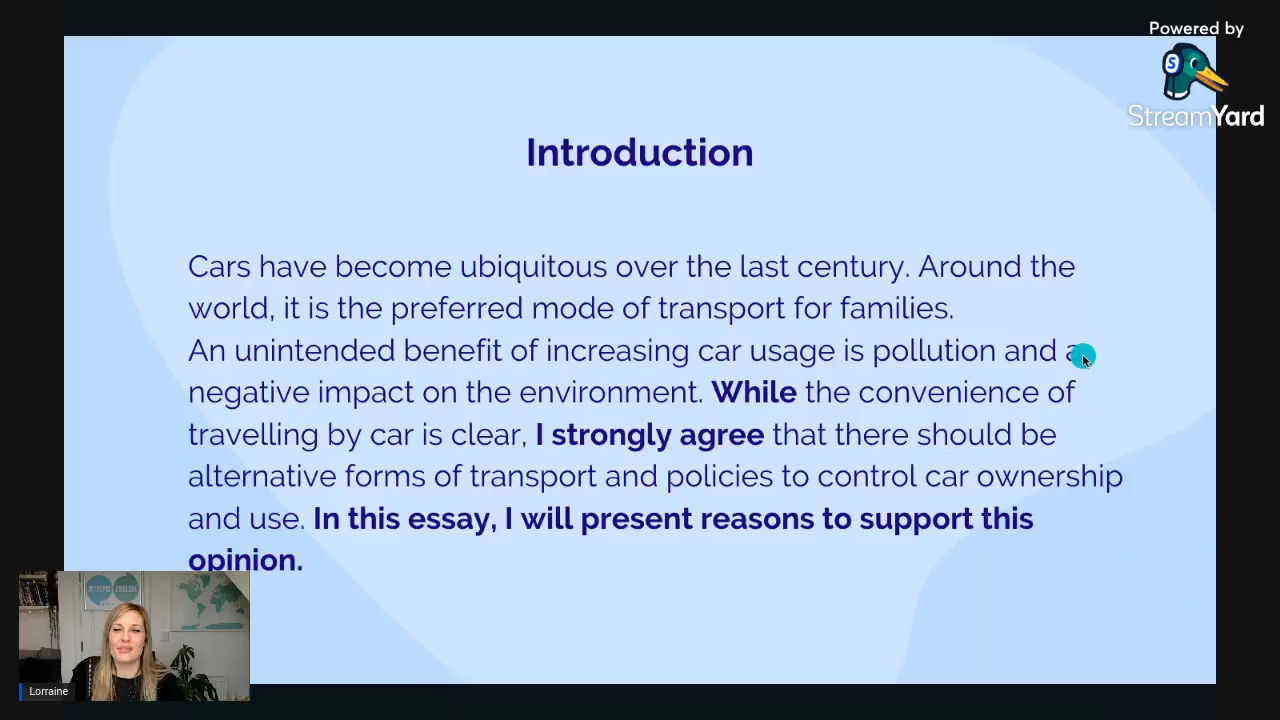 Powered by
StreamYard
Introduction
Cars have become ubiquitous over the last century. Around the
world, it is the preferred mode of transport for families.
An unintended benefit of increasing car usage is pollution and a
negative impact on the environment. While the convenience of
travelling by car is clear, I strongly agree that there should be
alternative forms of transport and policies to control car ownership
and use. In this essay, I will present reasons to support this
opinion.
ENGLISH
Lorraine